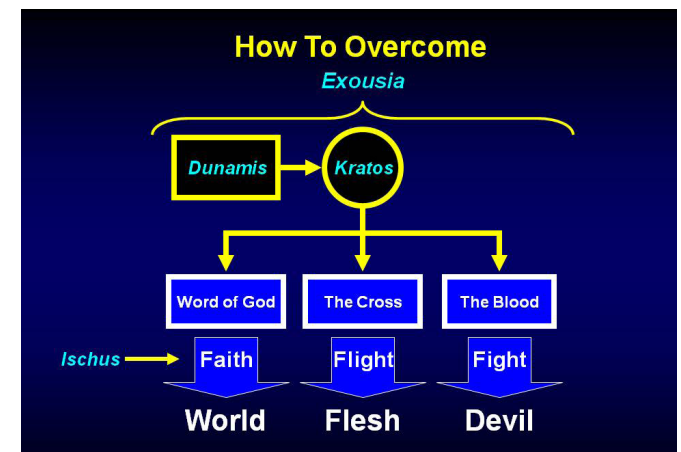 How To Overcome
Exousia
Dunamis
Kratos
Word of God
The Cross
The Blood
Ischus
Faith
Flight
Fight
World
Flesh
Devil